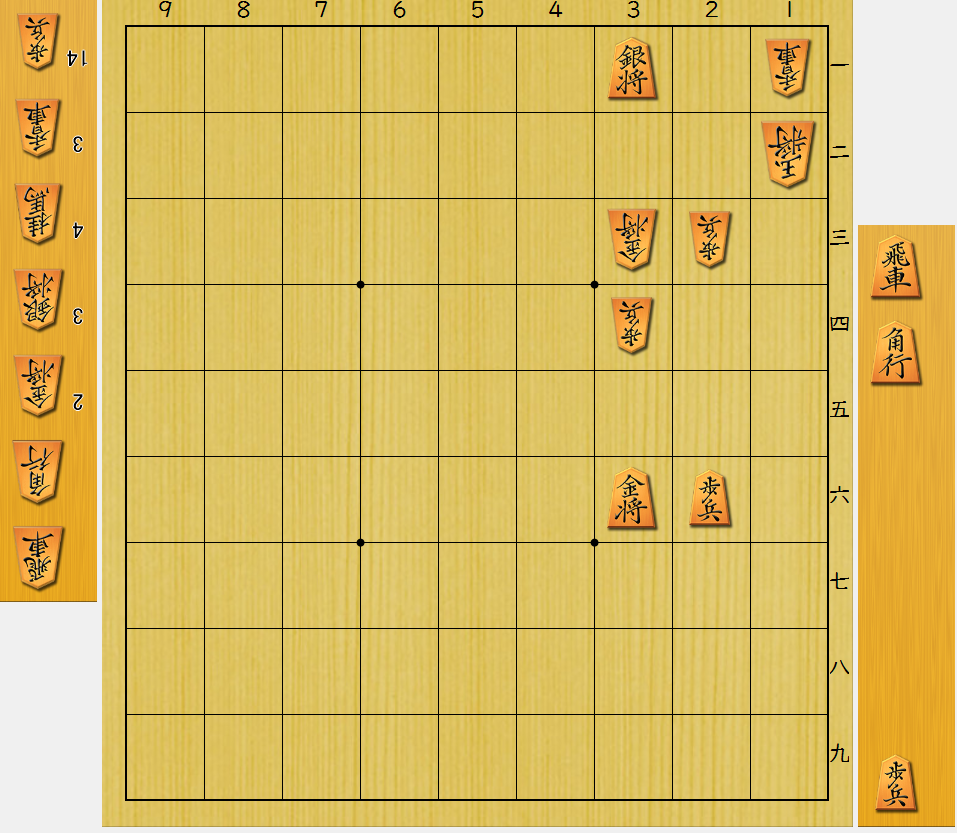 9 8 7 6 5 4 3 2 1
歩兵 14
香車 3
桂馬 4
銀将 3
金将 2
角行
飛車
銀将 香車 一
玉将 二
金将 歩兵 三
歩兵 四
五
金将 歩兵 六
七
八
九
飛車
角行
歩兵